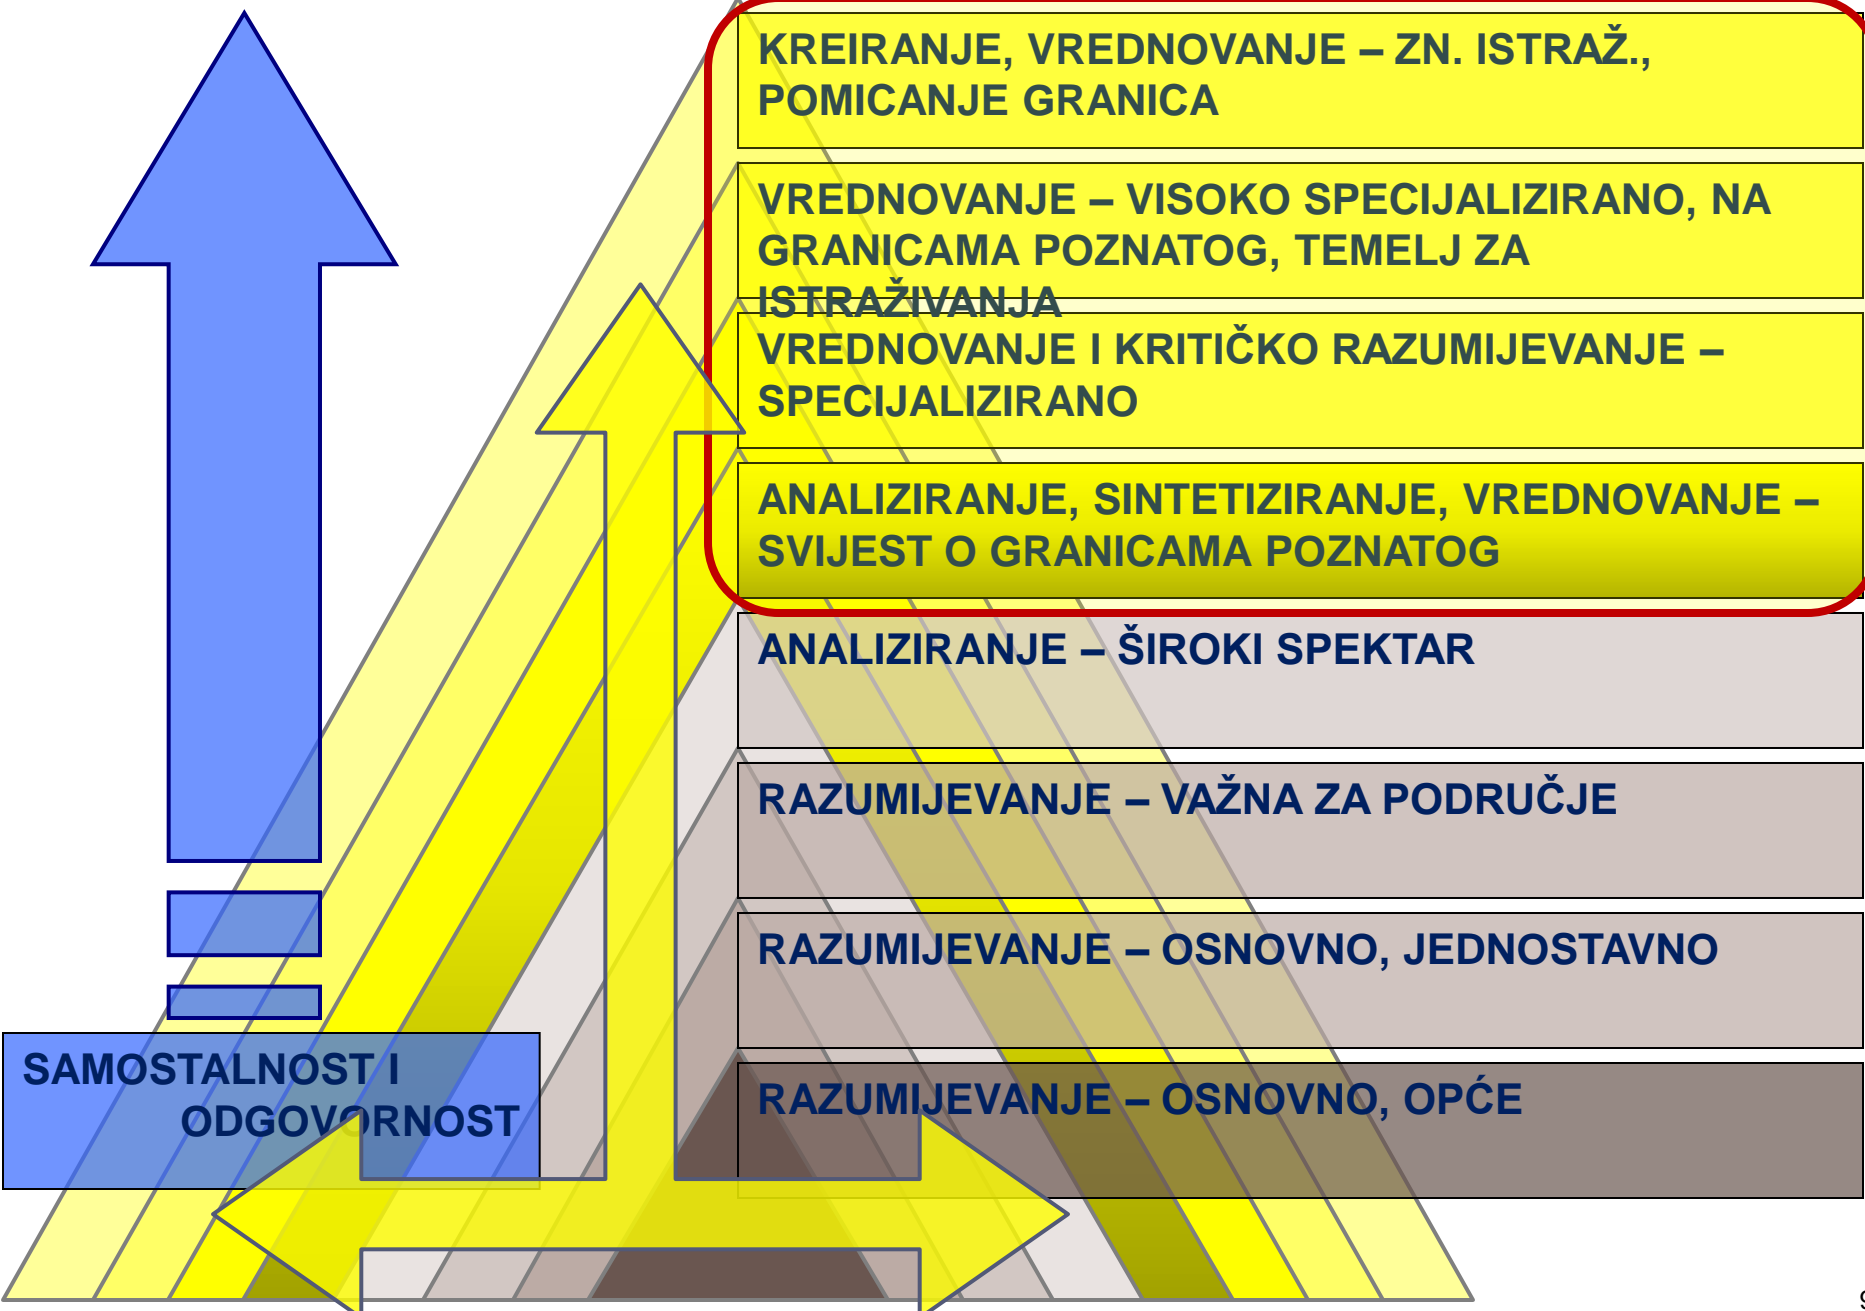 KREIRANJE, VREDNOVANJE – ZN. ISTRAŽ.,
POMICANJE GRANICA
VREDNOVANJE – VISOKO SPECIJALIZIRANO, NA
GRANICAMA POZNATOG, TEMELJ ZA
ISTRAŽIVANJA
VREDNOVANJE I KRITIČKO RAZUMIJEVANJE –
SPECIJALIZIRANO
ANALIZIRANJE, SINTETIZIRANJE, VREDNOVANJE –
SVIJEST O GRANICAMA POZNATOG
ANALIZIRANJE – ŠIROKI SPEKTAR
RAZUMIJEVANJE – VAŽNA ZA PODRUČJE
RAZUMIJEVANJE – OSNOVNO, JEDNOSTAVNO
RAZUMIJEVANJE – OSNOVNO, OPĆE
SAMOSTALNOST I
ODGOVORNOST